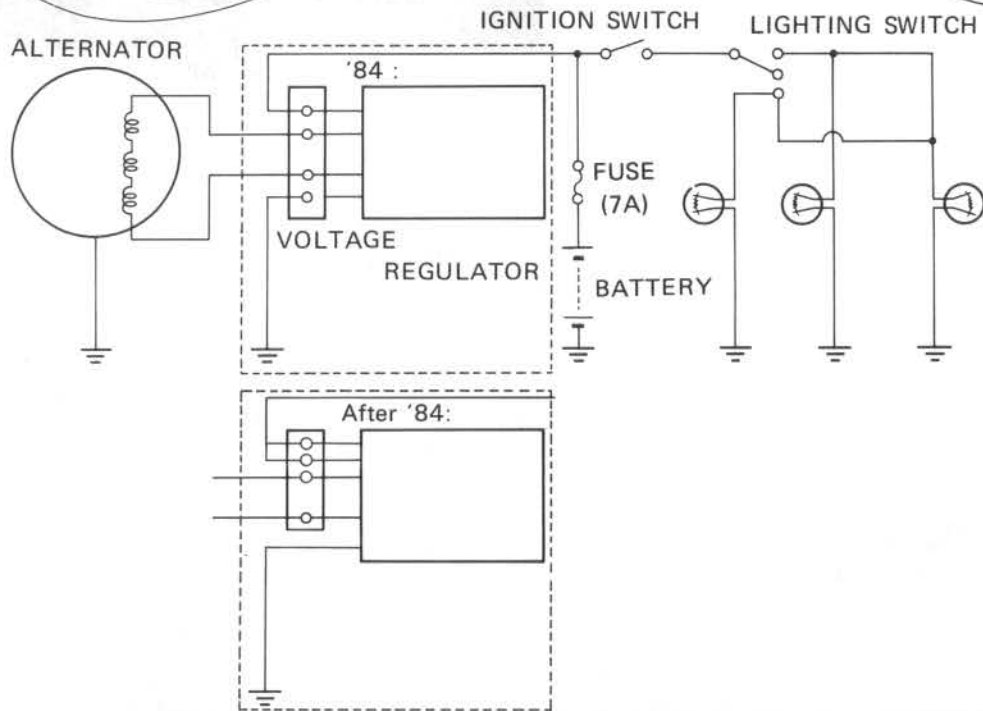 IGNITION SWITCH
LIGHTING SWITCH
ALTERNATOR
'84 :
FUSE
(7A)
VOLTAGE
REGULATOR
BATTERY
After '84: